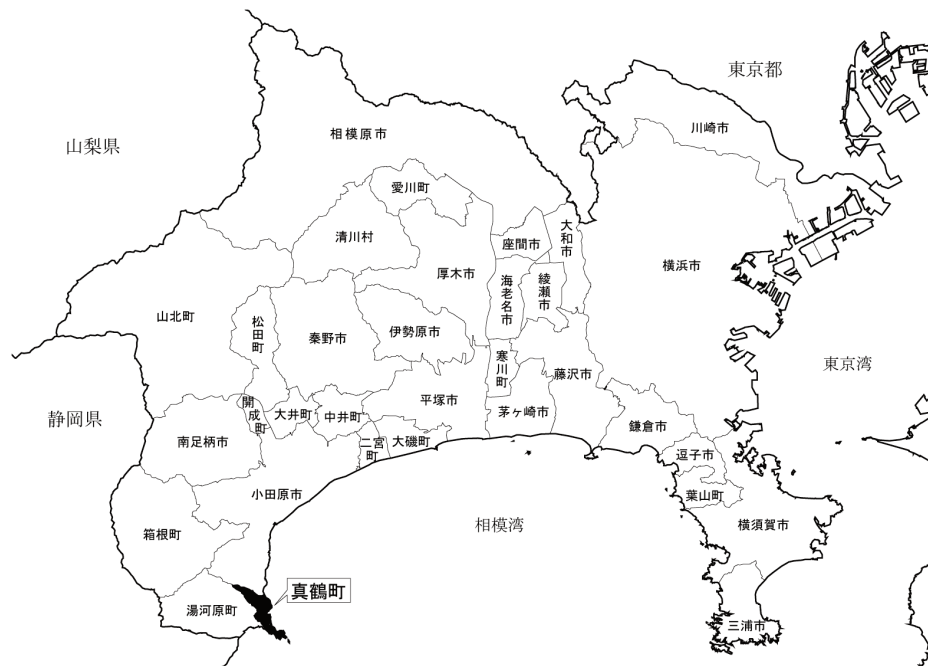 東京都
川崎市
山梨県
相模原市
愛川町
清川村
座間市
大和市
厚木市
横浜市
海老名市
綾瀬市
山北町
松田町
秦野市
伊勢原市
寒川町
藤沢市
東京湾
静岡県
開成町
大井町
中井町
平塚市
茅ヶ崎市
鎌倉市
南足柄市
二宮町
大磯町
逗子市
小田原市
葉山町
箱根町
相模湾
横須賀市
真鶴町
湯河原町
三浦市